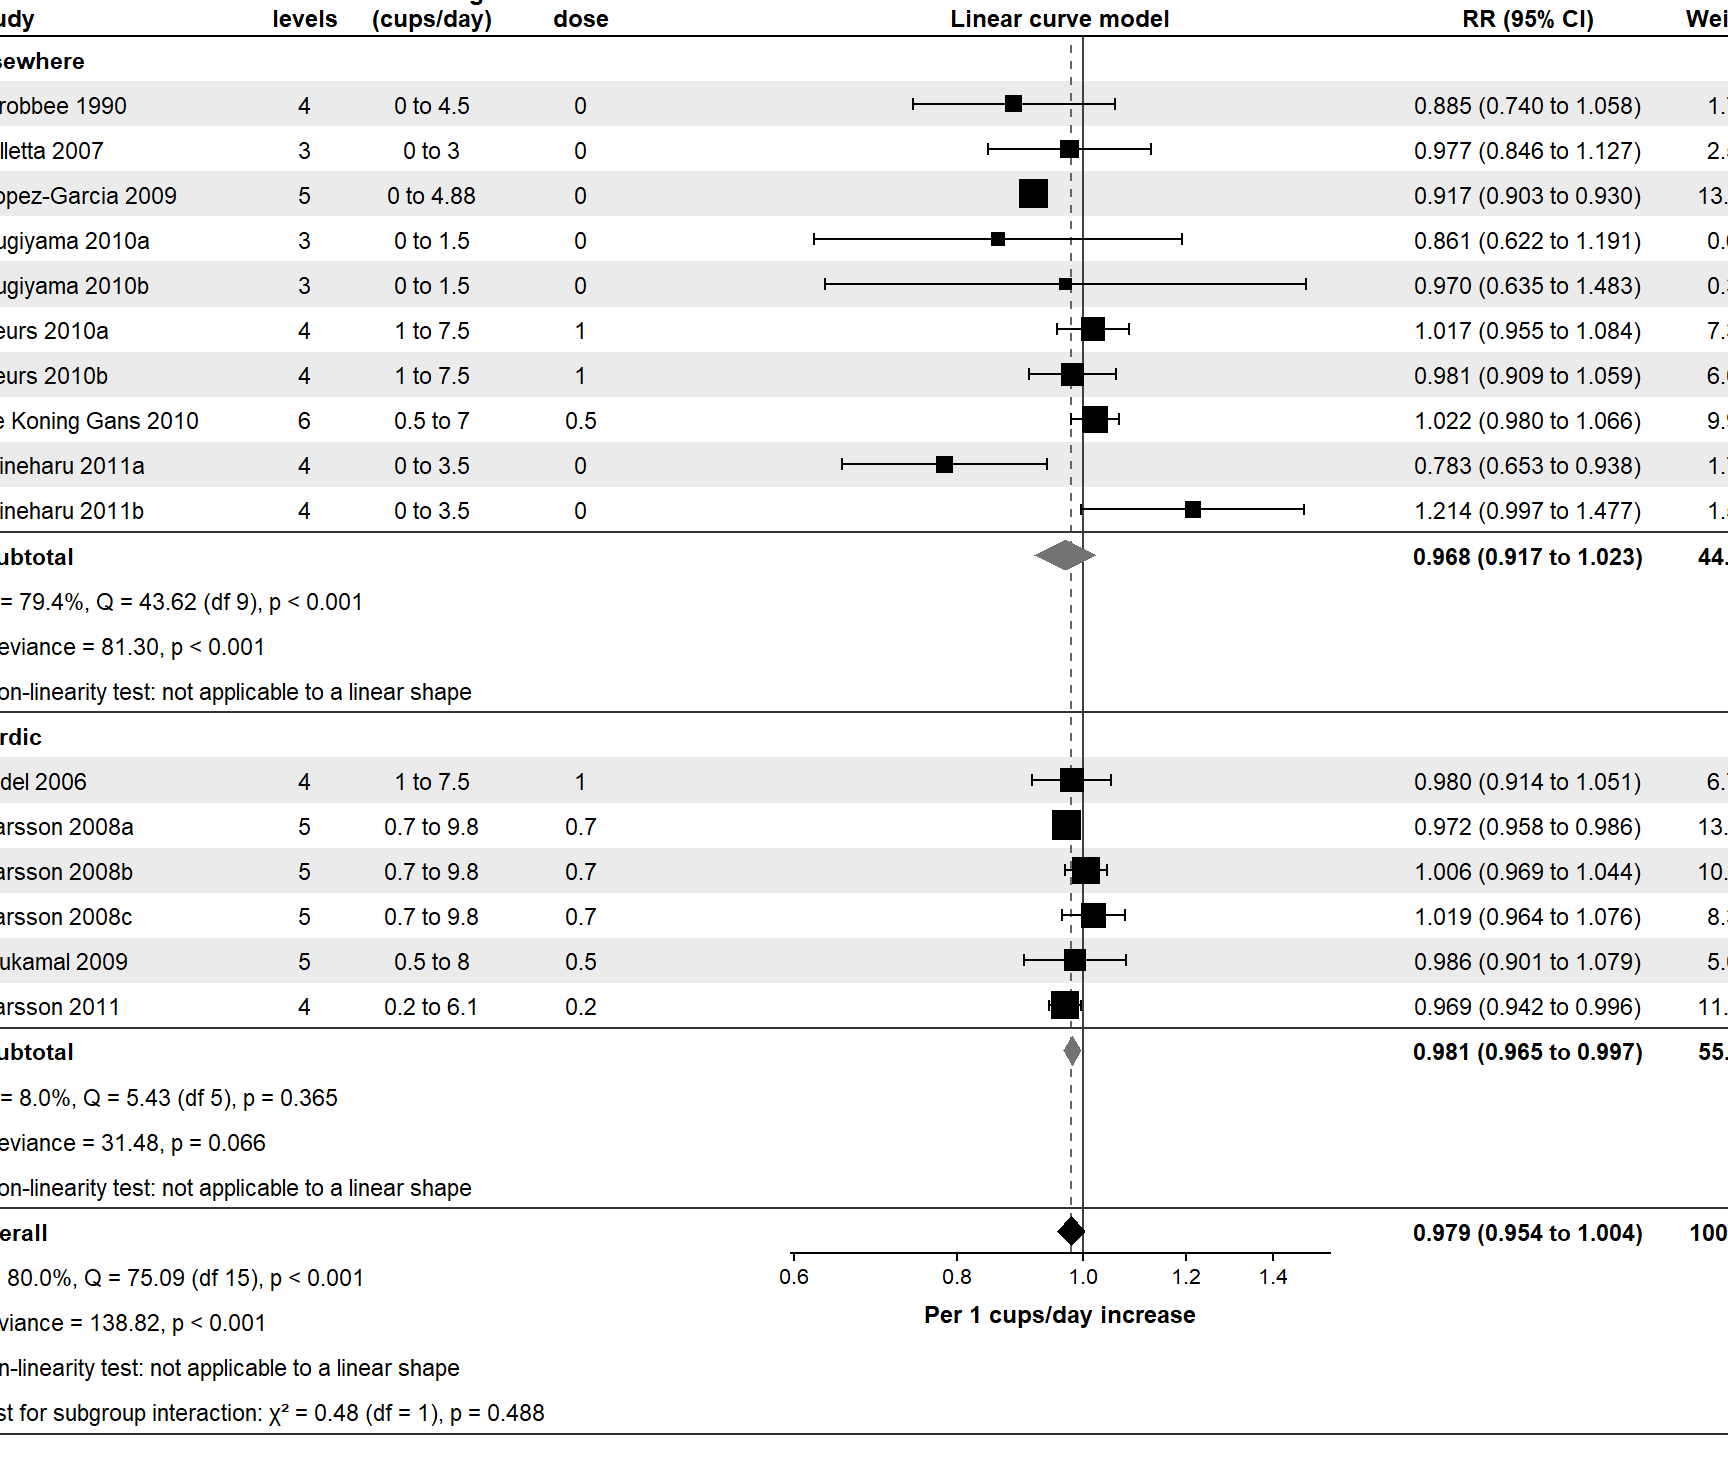 udy levels (cups/day) dose Linear curve model RR (95% CI) Wei
sewhere
robbee 1990 4 0 to 4.5 0 0.885 (0.740 to 1.058) 1.
lletta 2007 3 0 to 3 0 0.977 (0.846 to 1.127) 2.
opez-Garcia 2009 5 0 to 4.88 0 0.917 (0.903 to 0.930) 13.
ugiyama 2010a 3 0 to 1.5 0 0.861 (0.622 to 1.191) 0.
ugiyama 2010b 3 0 to 1.5 0 0.970 (0.635 to 1.483) 0.
eurs 2010a 4 1 to 7.5 1 1.017 (0.955 to 1.084) 7.
eurs 2010b 4 1 to 7.5 1 0.981 (0.909 to 1.059) 6.
e Koning Gans 2010 6 0.5 to 7 0.5 1.022 (0.980 to 1.066) 9.
ineharu 2011a 4 0 to 3.5 0 0.783 (0.653 to 0.938) 1.
ineharu 2011b 4 0 to 3.5 0 1.214 (0.997 to 1.477) 1.
ubtotal 0.968 (0.917 to 1.023) 44.
= 79.4%, Q = 43.62 (df 9), p < 0.001
eviance = 81.30, p < 0.001
on-linearity test: not applicable to a linear shape
rdic
del 2006 4 1 to 7.5 1 0.980 (0.914 to 1.051) 6.
arsson 2008a 5 0.7 to 9.8 0.7 0.972 (0.958 to 0.986) 13.
arsson 2008b 5 0.7 to 9.8 0.7 1.006 (0.969 to 1.044) 10.
arsson 2008c 5 0.7 to 9.8 0.7 1.019 (0.964 to 1.076) 8.
ukamal 2009 5 0.5 to 8 0.5 0.986 (0.901 to 1.079) 5.
arsson 2011 4 0.2 to 6.1 0.2 0.969 (0.942 to 0.996) 11.
ubtotal 0.981 (0.965 to 0.997) 55.
= 8.0%, Q = 5.43 (df 5), p = 0.365
eviance = 31.48, p = 0.066
on-linearity test: not applicable to a linear shape
erall 0.979 (0.954 to 1.004) 100
80.0%, Q = 75.09 (df 15), p < 0.001
0.6 0.8 1.0 1.2 1.4
Per 1 cups/day increase
viance = 138.82, p < 0.001
n-linearity test: not applicable to a linear shape
st for subgroup interaction: χ² = 0.48 (df = 1), p = 0.488